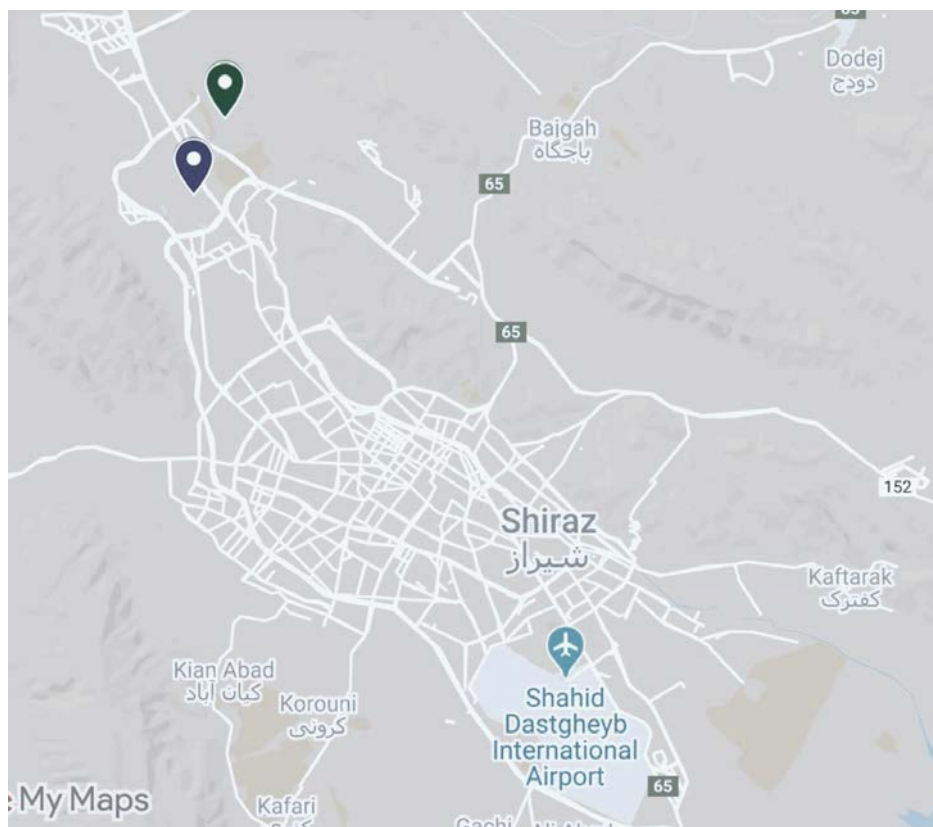 65
Dodej
دودج
Bajgah
باجگاه
65
65
152
Shiraz
شیراز
Kaftarak
کفترک
Kian Abad
کیان آباد
Korouni
کرونی
Shahid
Dastgheyb
International
Airport
65
My Maps
Kafari